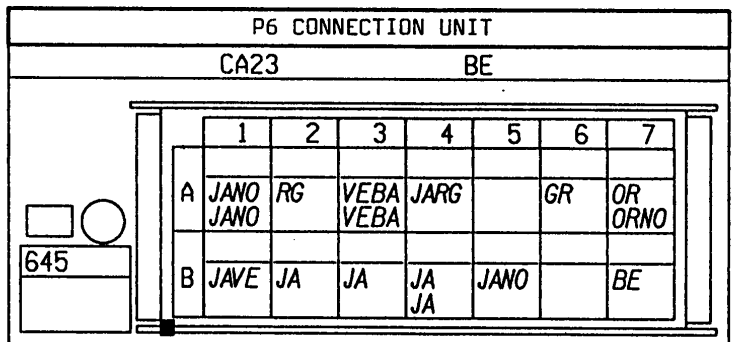 P6 CONNECTION UNIT
CA23 BE
1 2 3 4 5 6 7
A JANO RG VEBA JARG GR OR
JANO VEBA ORNO
645
B JAVE JA JA JA JANO BE
JA